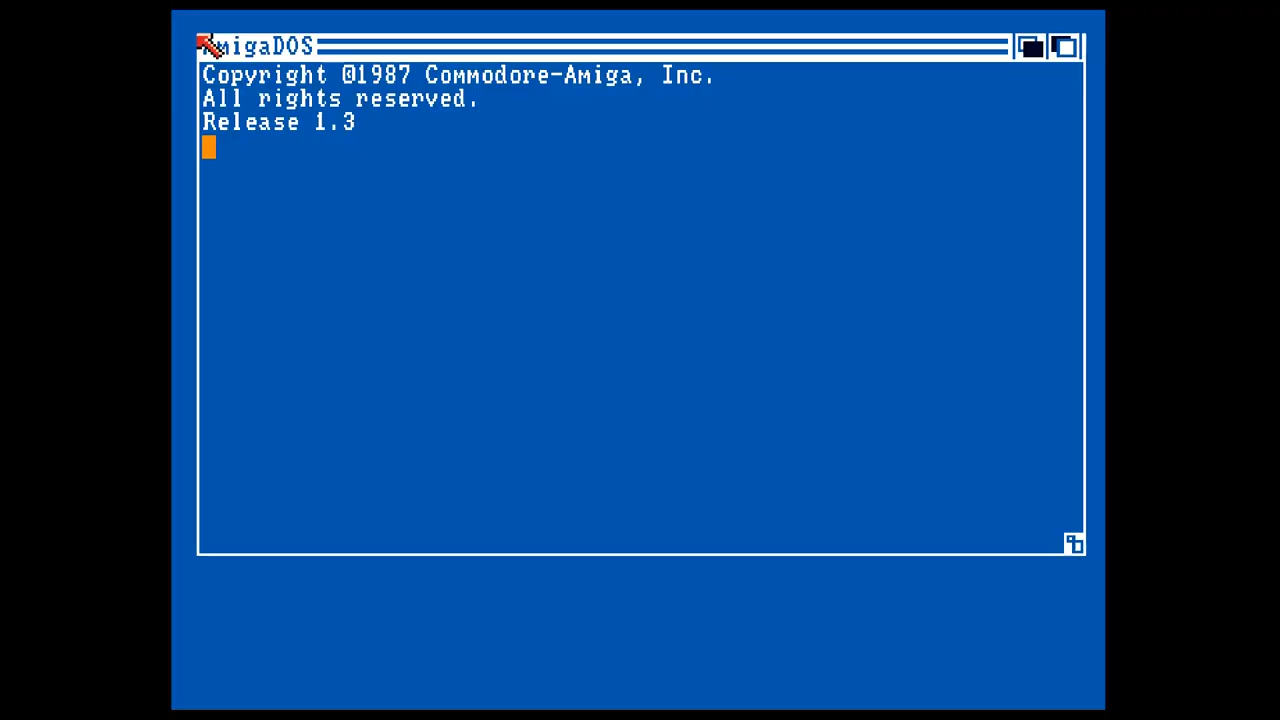 AmigaDOS
Copyright ©1987 Commodore-Amiga, Inc.
All rights reserved.
Release 1.3